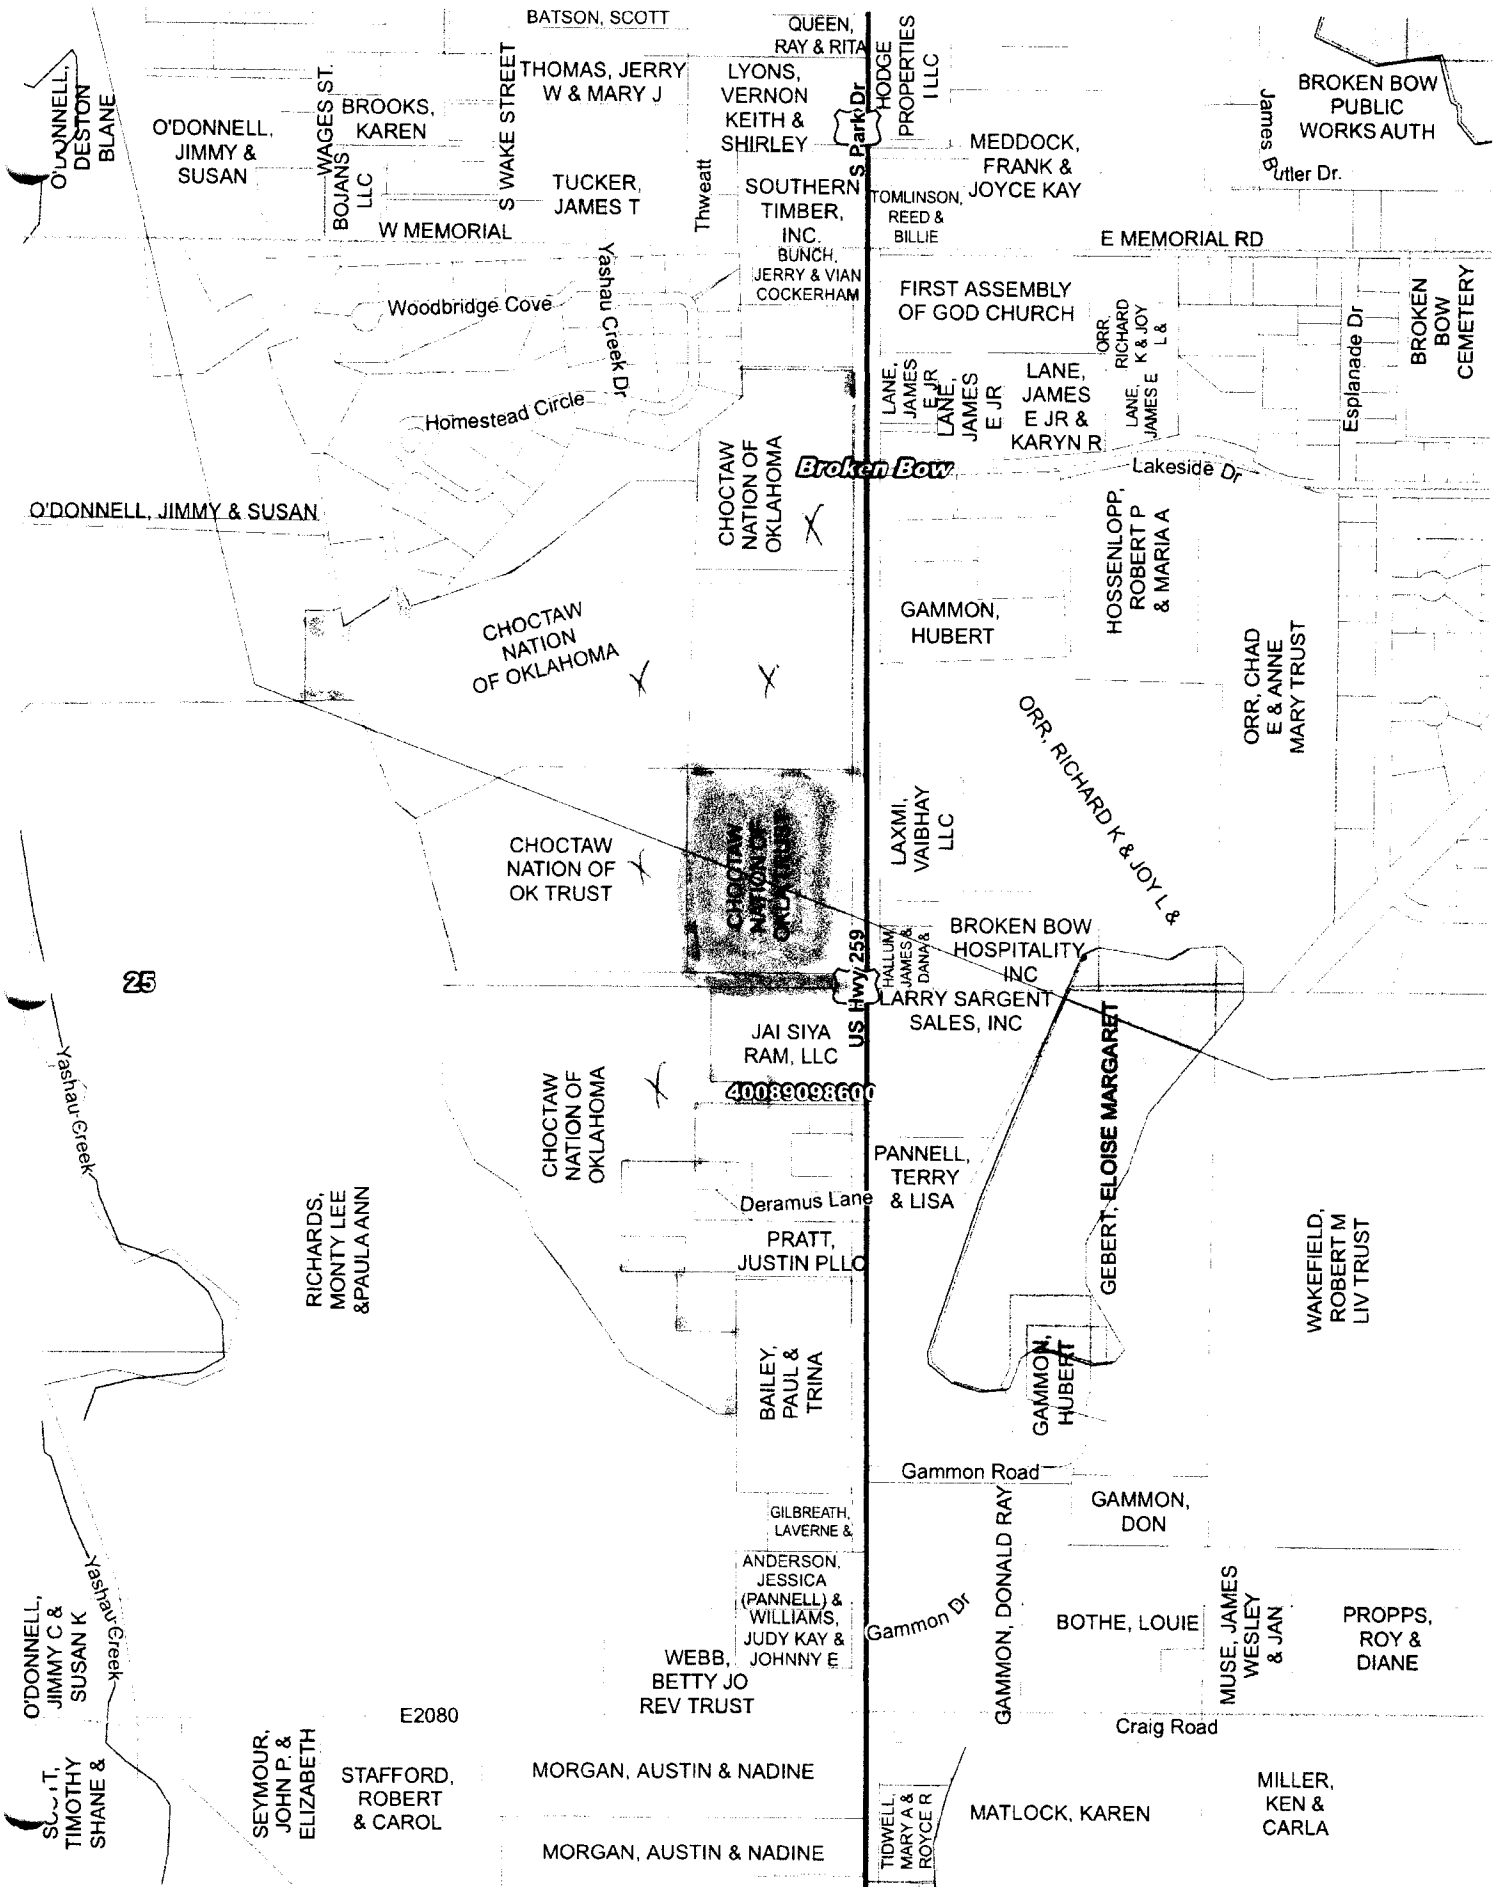 BATSON, SCOTT
QUEEN,
RAY & RITA
HODGE
PROPERTIES
I LLC
S Park Dr
BROKEN BOW
PUBLIC
WORKS AUTH
James Butler Dr.
O'DONNELL,
DESTON
BLANE
O'DONNELL,
JIMMY &
SUSAN
WAGES ST.
BROOKS,
KAREN
BOJANS
LLC
S WAKE STREET
THOMAS, JERRY
W & MARY J
TUCKER,
JAMES T
LYONS,
VERNON
KEITH &
SHIRLEY
Thweatt
SOUTHERN
TIMBER,
INC.
MEDDOCK,
FRANK &
JOYCE KAY
TOMLINSON,
REED &
BILLIE
W MEMORIAL
E MEMORIAL RD
BUNCH,
JERRY & VIAN
COCKERHAM
Woodbridge Cove
Yashau Creek Dr
Homestead Circle
FIRST ASSEMBLY
OF GOD CHURCH
ORR,
RICHARD
K & JOY
L &
LANE,
JAMES
E JR
LANE,
JAMES
E JR
LANE,
JAMES
E JR &
KARYN R
LANE,
JAMES E
Esplanade Dr
BROKEN
BOW
CEMETERY
Broken Bow
Lakeside Dr
O'DONNELL, JIMMY & SUSAN
CHOCTAW
NATION OF
OKLAHOMA
X
HOSSENLOPP,
ROBERT P
& MARIA A
GAMMON,
HUBERT
CHOCTAW
NATION
OF OKLAHOMA
X
X
ORR, CHAD
E & ANNE
MARY TRUST
ORR, RICHARD K & JOY L &
LAXMI,
VAIBHAY
LLC
CHOCTAW
NATION OF
OK TRUST
X
CHOCTAW
NATION OF
OKLA TRUST
US Hwy 259
HALLUM,
JAMES &
DANA &
BROKEN BOW
HOSPITALITY,
INC
LARRY SARGENT
SALES, INC
25
JAI SIYA
RAM, LLC
40089098600
CHOCTAW
NATION OF
OKLAHOMA
X
Yashau Creek
GEBERT, ELOISE MARGARET
PANNELL,
TERRY
& LISA
Deramus Lane
RICHARDS,
MONTY LEE
&PAULA ANN
PRATT,
JUSTIN PLLC
WAKEFIELD,
ROBERT M
LIV TRUST
BAILEY,
PAUL &
TRINA
GAMMON,
HUBERT
Gammon Road
GILBREATH,
LAVERNE &
GAMMON,
DON
ANDERSON,
JESSICA
(PANNELL) &
WILLIAMS,
JUDY KAY &
JOHNNY E
Gammon Dr
GAMMON, DONALD RAY
BOTHE, LOUIE
MUSE, JAMES
WESLEY
& JAN
PROPPS,
ROY &
DIANE
O'DONNELL,
JIMMY C &
SUSAN K
Yashau Creek
WEBB,
BETTY JO
REV TRUST
E2080
Craig Road
TIMOTHY
SHANE &
SEYMOUR,
JOHN P. &
ELIZABETH
STAFFORD,
ROBERT
& CAROL
MORGAN, AUSTIN & NADINE
TIDWELL,
MARY A &
ROYCE R
MATLOCK, KAREN
MILLER,
KEN &
CARLA
MORGAN, AUSTIN & NADINE